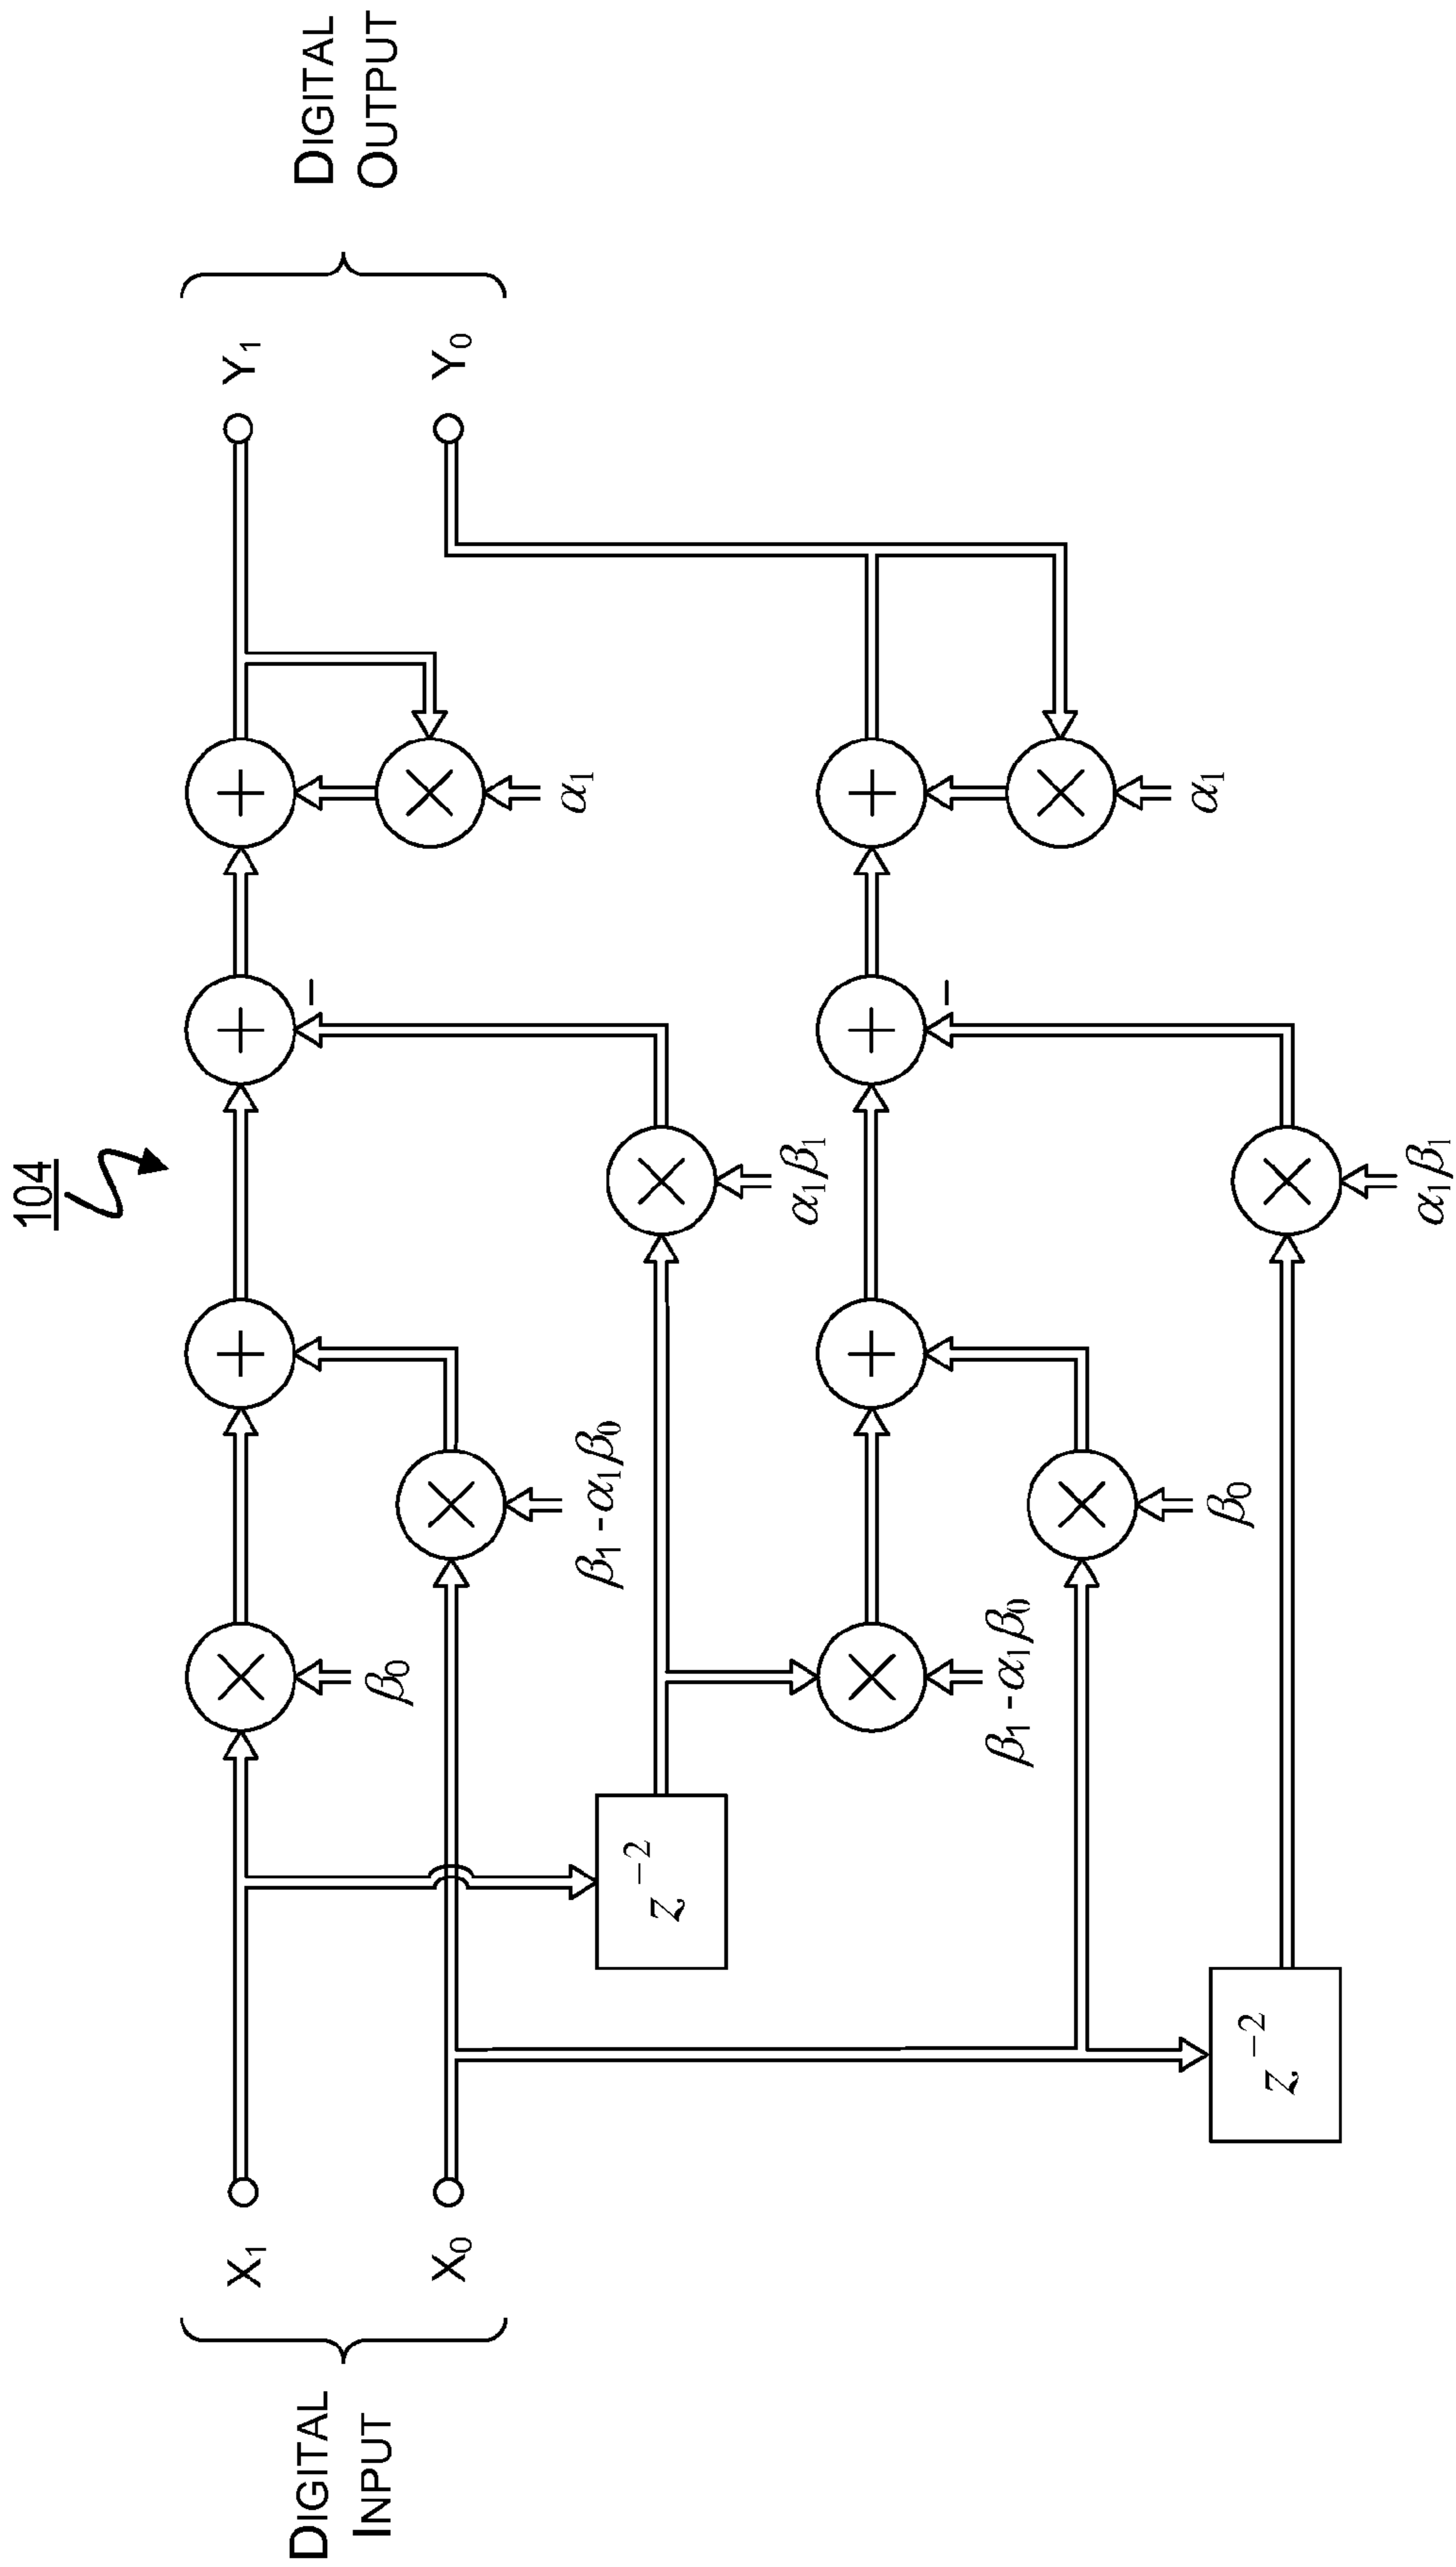 104
DIGITAL
INPUT
X₁
X₀
β₀
β₁ - α₁β₀
z⁻²
α₁β₁
−
α₁
β₁ - α₁β₀
β₀
z⁻²
α₁β₁
−
α₁
Y₁
Y₀
DIGITAL
OUTPUT